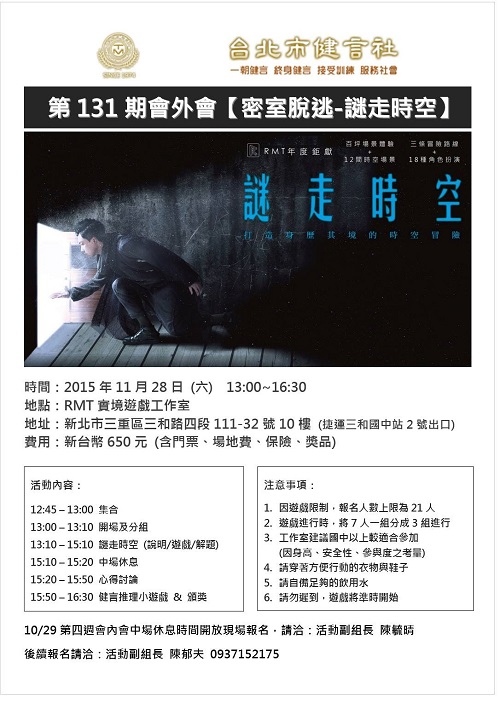 SINCE 1974
台北市健言社
一朝健言 終身健言 接受訓練 服務社會
第 131 期會外會【密室脫逃-謎走時空】
RMT年度鉅獻
百坪場景體驗
+
12間時空場景
三條冒險路線
+
18種角色扮演
謎走時空
打造身歷其境的時空冒險
時間：2015 年 11 月 28 日 (六) 13:00~16:30
地點：RMT 實境遊戲工作室
地址：新北市三重區三和路四段 111-32 號 10 樓 (捷運三和國中站 2 號出口)
費用：新台幣 650 元 (含門票、場地費、保險、獎品)
活動內容：
12:45 – 13:00 集合
13:00 – 13:10 開場及分組
13:10 – 15:10 謎走時空 (說明/遊戲/解題)
15:10 – 15:20 中場休息
15:20 – 15:50 心得討論
15:50 – 16:30 健言推理小遊戲 & 頒獎
注意事項：
1. 因遊戲限制，報名人數上限為 21 人
2. 遊戲進行時，將 7 人一組分成 3 組進行
3. 工作室建議國中以上較適合參加
(因身高、安全性、參與度之考量)
4. 請穿著方便行動的衣物與鞋子
5. 請自備足夠的飲用水
6. 請勿遲到，遊戲將準時開始
10/29 第四週會內會中場休息時間開放現場報名，請洽：活動副組長 陳毓晴
後續報名請洽：活動副組長 陳郁夫 0937152175